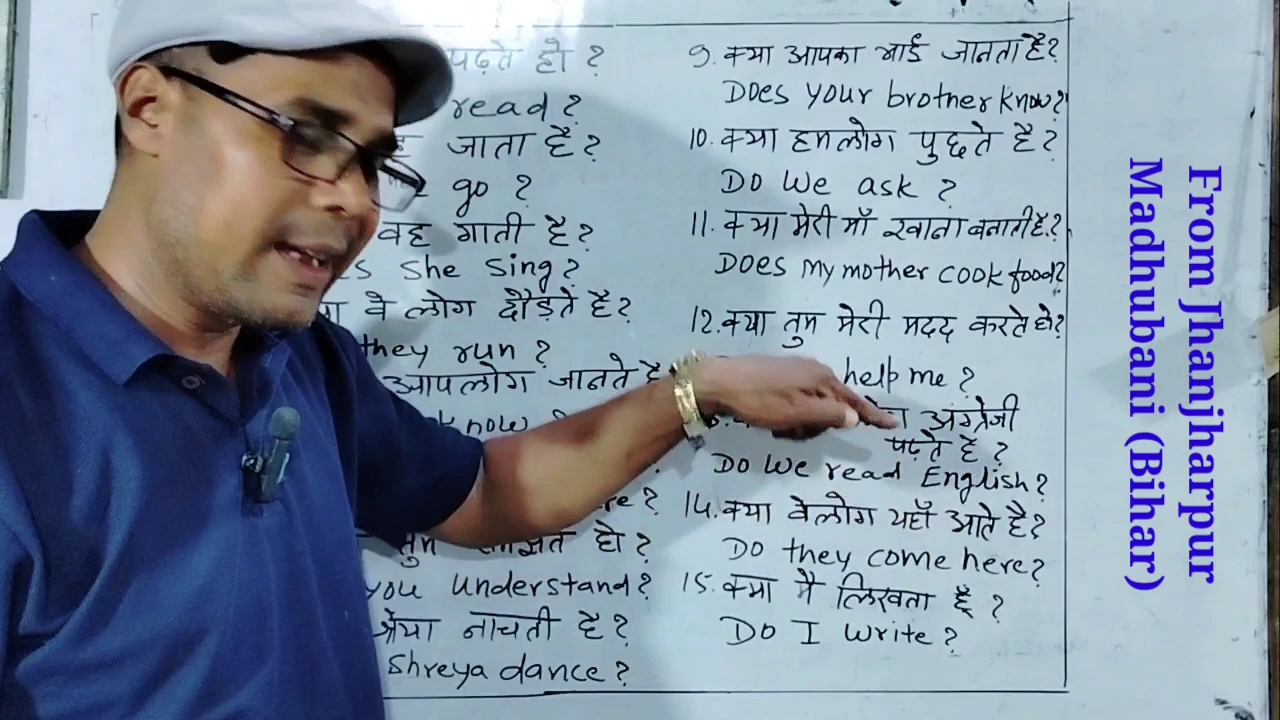 पढ़ते हो ?
read ?
जाता है ?
go ?
वह गाती है ?
she sing ?
वे लोग दौड़ते है ?
they run ?
आपलोग जानते
know
?
तुम हो ?
you understand ?
श्रेया नाचती है ?
Shreya dance ?
9. क्या आपका भाई जानता है ?
Does your brother know ?
10. क्या हमलोग पुछते है ?
Do we ask ?
11. क्या मेरी माँ खाना बनाती है ?
Does my mother cook food ?
12. क्या तुम मेरी मदद करते हो ?
help me ?
अंग्रेजी
पढ़ते है ?
Do we read English ?
14. क्या वेलोग यहाँ आते है ?
Do they come here ?
15. क्या मै लिखता हूँ ?
Do I write ?
From Jhanjharpur
Madhubani (Bihar)